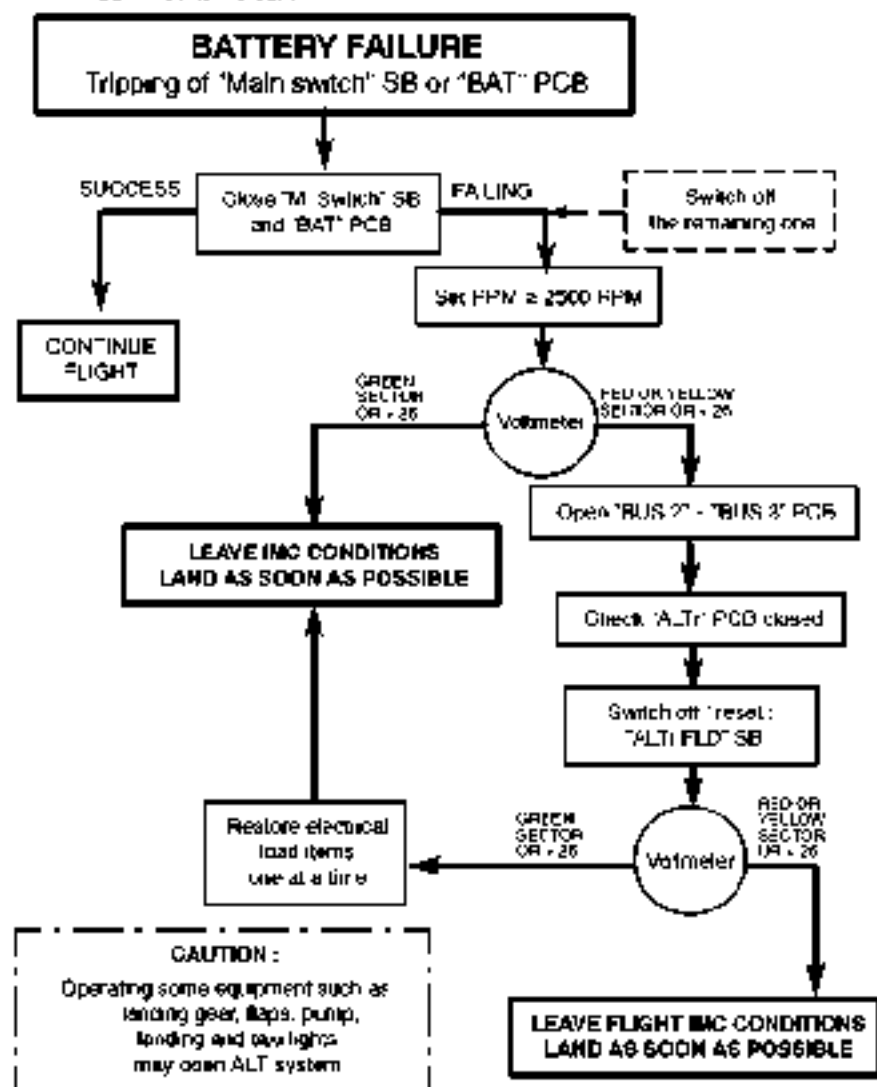 BATTERY FAILURE
Tripping of "Main switch" SB or "BAT" PCB
SUCCESS
Close "M. Switch" SB
and "BAT" PCB
FAILING
Switch off
the remaining one
Set RPM ≥ 2500 RPM
CONTINUE
FLIGHT
GREEN
SECTOR
OR 26
Voltmeter
RED OR YELLOW
SECTOR OR 26
Open "BUS 2" - "BUS 3" PCB
LEAVE IMC CONDITIONS
LAND AS SOON AS POSSIBLE
Check "ALTr" PCB closed
Switch off reset :
"ALTr FLD" SB
Restore electrical
load items
one at a time
GREEN
SECTOR
OR 26
Voltmeter
RED OR
YELLOW
SECTOR
OR 26
CAUTION :
Operating some equipment such as
landing gear, flaps, pump,
landing and taxi lights
may open ALT system
LEAVE FLIGHT IMC CONDITIONS
LAND AS SOON AS POSSIBLE